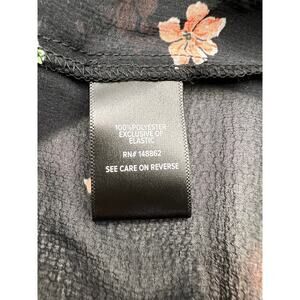 100%POLYESTER
EXCLUSIVE OF
ELASTIC
RN# 148862
SEE CARE ON REVERSE